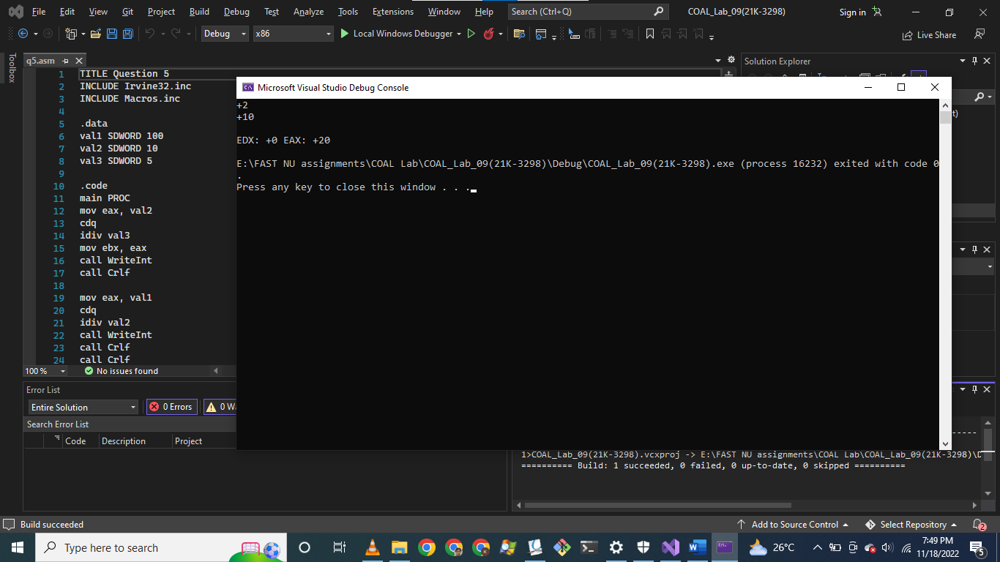 File Edit View Git Project Build Debug Test Analyze Tools Extensions Window Help Search (Ctrl+Q) COAL_Lab_09(21K-3298) Sign in
Debug x86 Local Windows Debugger Live Share
Toolbox
q5.asm
Solution Explorer
1 TITLE Question 5
2 INCLUDE Irvine32.inc
3 INCLUDE Macros.inc
4
5 .data
6 val1 SDWORD 100
7 val2 SDWORD 10
8 val3 SDWORD 5
9
10 .code
11 main PROC
12 mov eax, val2
13 cdq
14 idiv val3
15 mov ebx, eax
16 call WriteInt
17 call Crlf
18
19 mov eax, val1
20 cdq
21 idiv val2
22 call WriteInt
23 call Crlf
24 call Crlf
100 % No issues found
Microsoft Visual Studio Debug Console
+2
+10
EDX: +0 EAX: +20
E:\FAST NU assignments\COAL Lab\COAL_Lab_09(21K-3298)\Debug\COAL_Lab_09(21K-3298).exe (process 16232) exited with code 0
.
Press any key to close this window . . .
Error List
Entire Solution 0 Errors 0 Wa
Search Error List
Code Description Project
1>COAL_Lab_09(21K-3298).vcxproj -> E:\FAST NU assignments\COAL Lab\COAL_Lab_09(21K-3298)\D
========== Build: 1 succeeded, 0 failed, 0 up-to-date, 0 skipped ==========
Build succeeded Add to Source Control Select Repository 2
Type here to search 26°C 7:49 PM
11/18/2022 5